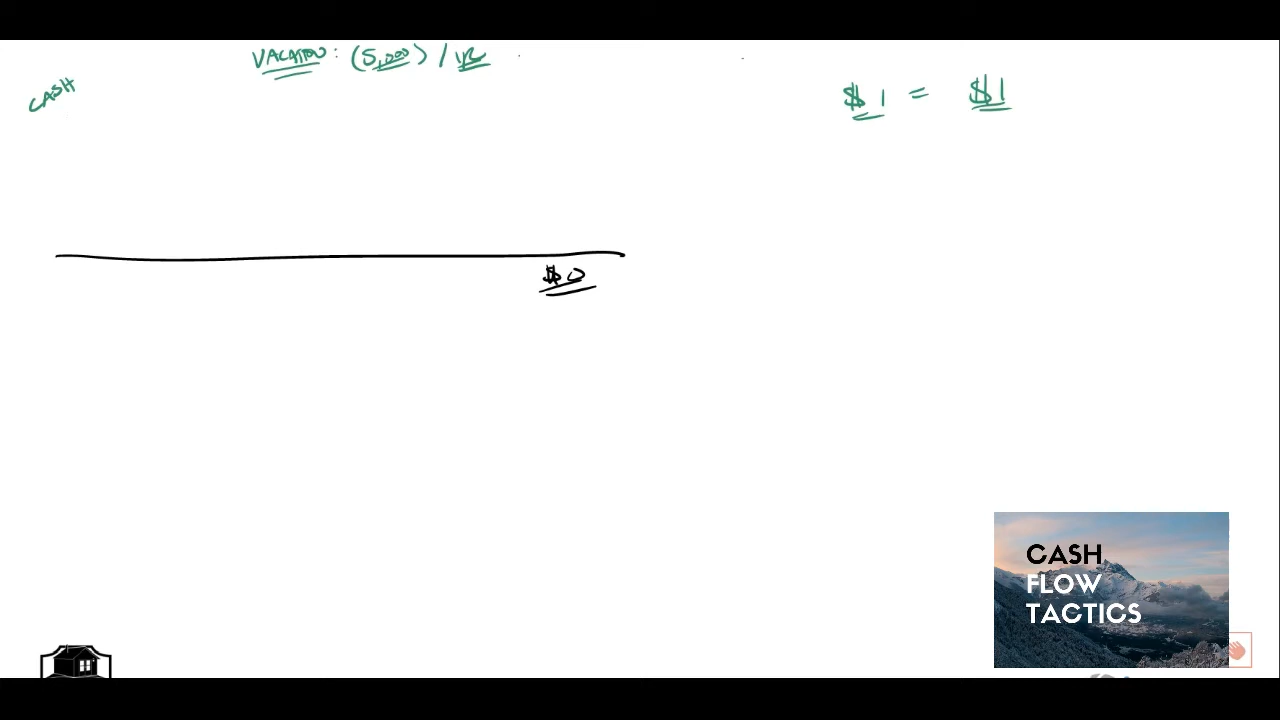 VACATION: (5,000) / YR
CASH
$1 = $1
$0
CASH
FLOW
TACTICS